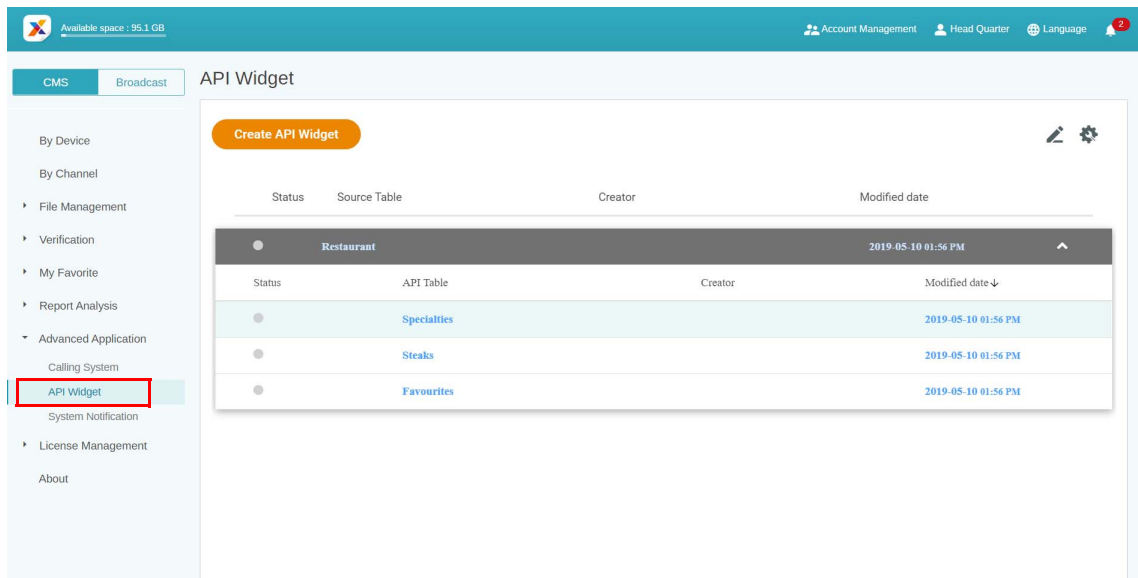 Available space : 95.1 GB
Account Management Head Quarter Language 2
CMS Broadcast
API Widget
By Device
By Channel
File Management
Verification
My Favorite
Report Analysis
Advanced Application
Calling System
API Widget
System Notification
License Management
About
Create API Widget
Status Source Table Creator Modified date
Restaurant 2019-05-10 01:56 PM
Status API Table Creator Modified date
Specialties 2019-05-10 01:56 PM
Steaks 2019-05-10 01:56 PM
Favourites 2019-05-10 01:56 PM